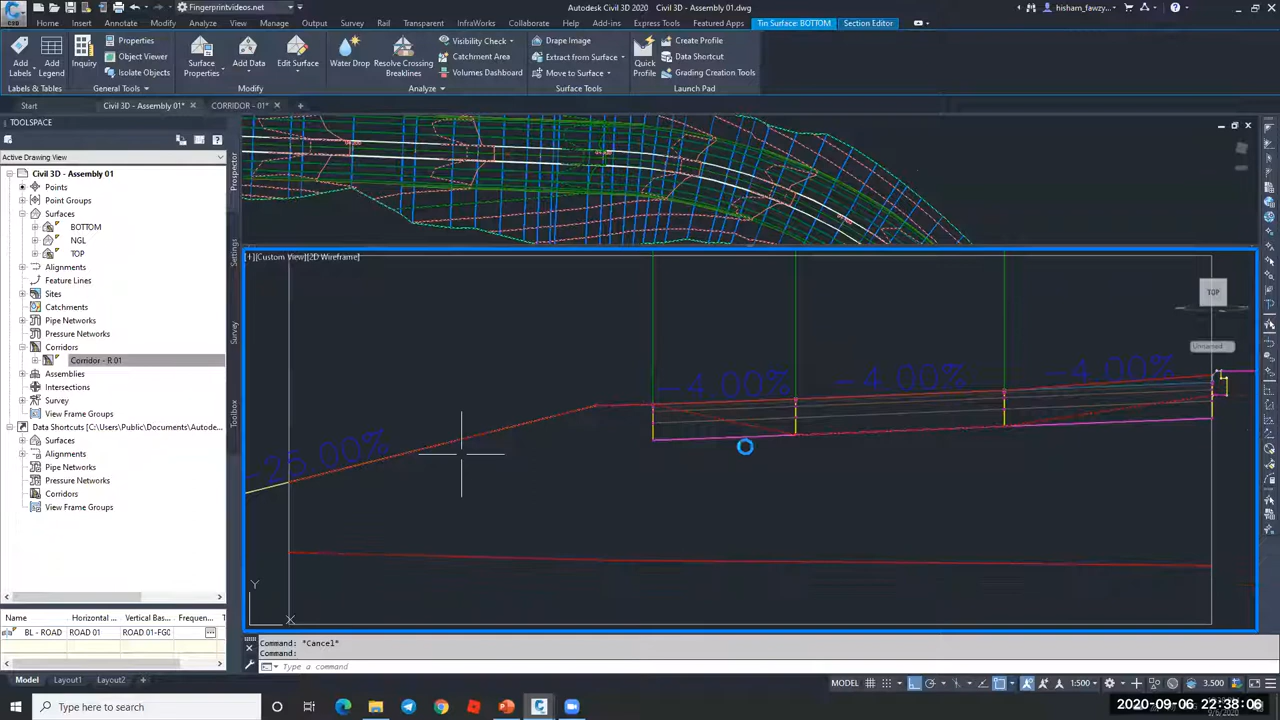 Fingerprintvideos.net
Autodesk Civil 3D 2020 Civil 3D - Assembly 01.dwg
hisham_fawzy...
Home Insert Annotate Modify Analyze View Manage Output Survey Rail Transparent InfraWorks Collaborate Help Add-ins Express Tools Featured Apps Tin Surface: BOTTOM Section Editor
Properties
Object Viewer
Isolate Objects
Add Labels
Add Legend
Inquiry
Surface Properties
Add Data
Edit Surface
Water Drop
Resolve Crossing Breaklines
Visibility Check
Catchment Area
Volumes Dashboard
Drape Image
Extract from Surface
Move to Surface
Quick Profile
Create Profile
Data Shortcut
Grading Creation Tools
Labels & Tables General Tools Modify Analyze Surface Tools Launch Pad
Start Civil 3D - Assembly 01* CORRIDOR - 01*
TOOLSPACE
Active Drawing View
Civil 3D - Assembly 01
Points
Point Groups
Surfaces
BOTTOM
NGL
TOP
Alignments
Feature Lines
Sites
Catchments
Pipe Networks
Pressure Networks
Corridors
Corridor - R 01
Assemblies
Intersections
Survey
View Frame Groups
Data Shortcuts [C:\Users\Public\Documents\Autode...
Surfaces
Alignments
Pipe Networks
Pressure Networks
Corridors
View Frame Groups
Prospector
Settings
Survey
Toolbox
Name Horizontal ... Vertical Bas... Frequen...
BL - ROAD ROAD 01 ROAD 01-FG0
[+][Custom View][2D Wireframe]
TOP
Unnamed
-25.00%
-4.00% -4.00% -4.00%
Y
X
Command: *Cancel*
Command:
Type a command
Model Layout1 Layout2 +
MODEL 1:500 3.500
Type here to search
2020-09-06 22:38:06